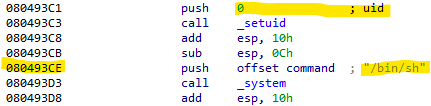 080493C1 push 0 ; uid
080493C3 call _setuid
080493C8 add esp, 10h
080493CB sub esp, 0Ch
080493CE push offset command ; "/bin/sh"
080493D3 call _system
080493D8 add esp, 10h